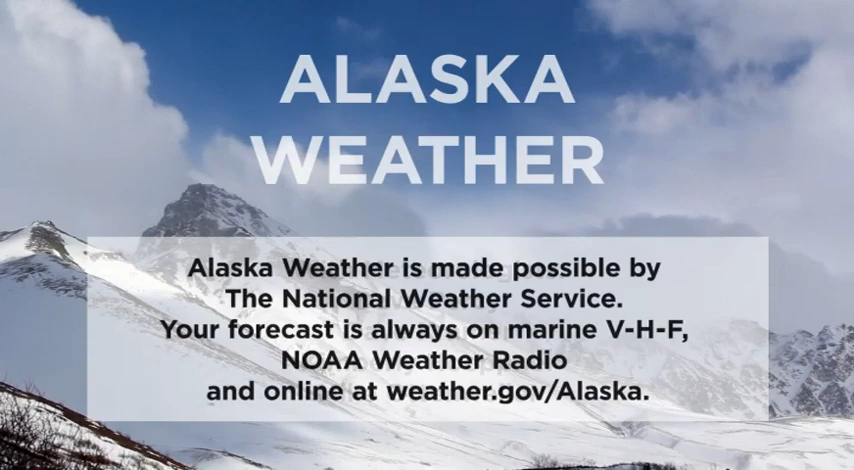 ALASKA
WEATHER
Alaska Weather is made possible by
The National Weather Service.
Your forecast is always on marine V-H-F,
NOAA Weather Radio
and online at weather.gov/Alaska.